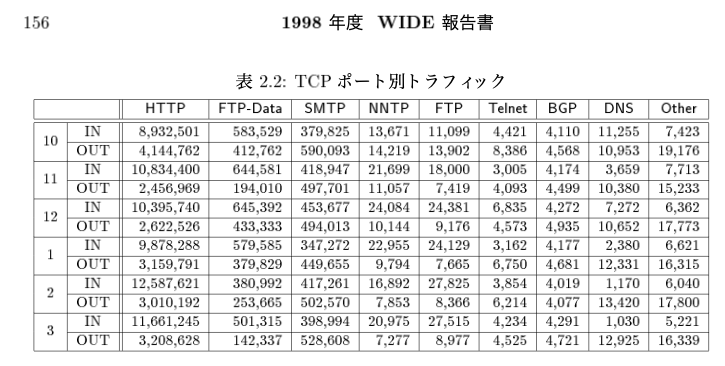 156 1998 年度 WIDE 報告書
表 2.2: TCP ポート別トラフィック
HTTP FTP-Data SMTP NNTP FTP Telnet BGP DNS Other
10 IN 8,932,501 583,529 379,825 13,671 11,099 4,421 4,110 11,255 7,423
OUT 4,144,762 412,762 590,093 14,219 13,902 8,386 4,568 10,953 19,176
11 IN 10,834,400 644,581 418,947 21,699 18,000 3,005 4,174 3,659 7,713
OUT 2,456,969 194,010 497,701 11,057 7,419 4,093 4,499 10,380 15,233
12 IN 10,395,740 645,392 453,677 24,084 24,381 6,835 4,272 7,272 6,362
OUT 2,622,526 433,333 494,013 10,144 9,176 4,573 4,935 10,652 17,773
1 IN 9,878,288 579,585 347,272 22,955 24,129 3,162 4,177 2,380 6,621
OUT 3,159,791 379,829 449,655 9,794 7,665 6,750 4,681 12,331 16,315
2 IN 12,587,621 380,992 417,261 16,892 27,825 3,854 4,019 1,170 6,040
OUT 3,010,192 253,665 502,570 7,853 8,366 6,214 4,077 13,420 17,800
3 IN 11,661,245 501,315 398,994 20,975 27,515 4,234 4,291 1,030 5,221
OUT 3,208,628 142,337 528,608 7,277 8,977 4,525 4,721 12,925 16,339